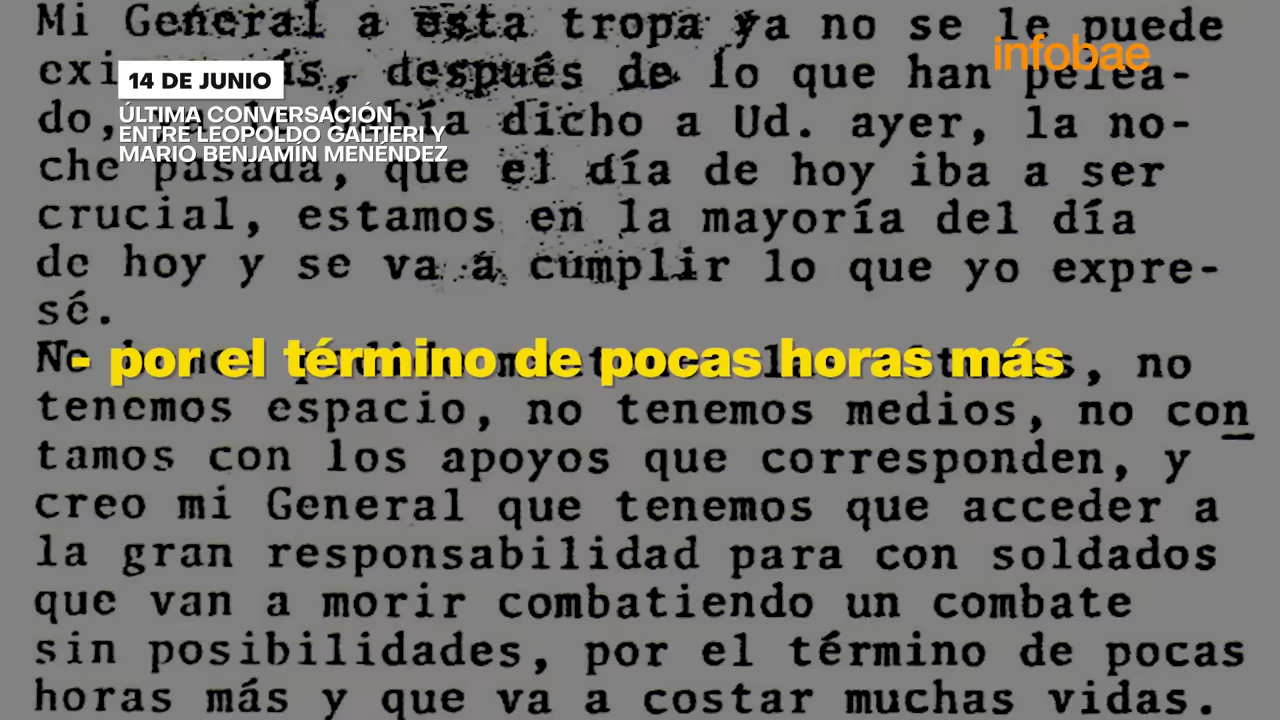 Mi General a esta tropa ya no se le puede
infobae
exi ás, después de lo que han pelea-
14 DE JUNIO
ÚLTIMA CONVERSACIÓN
ENTRE LEOPOLDO GALTIERI Y
MARIO BENJAMÍN MENÉNDEZ
do, había dicho a Ud. ayer, la no-
che pasada, que el día de hoy iba a ser
crucial, estamos en la mayoría del día
de hoy y se va a cumplir lo que yo expre-
sé.
- por el término de pocas horas más
No , no
tenemos espacio, no tenemos medios, no con
tamos con los apoyos que corresponden, y
creo mi General que tenemos que acceder a
la gran responsabilidad para con soldados
que van a morir combatiendo un combate
sin posibilidades, por el término de pocas
horas más y que va a costar muchas vidas.